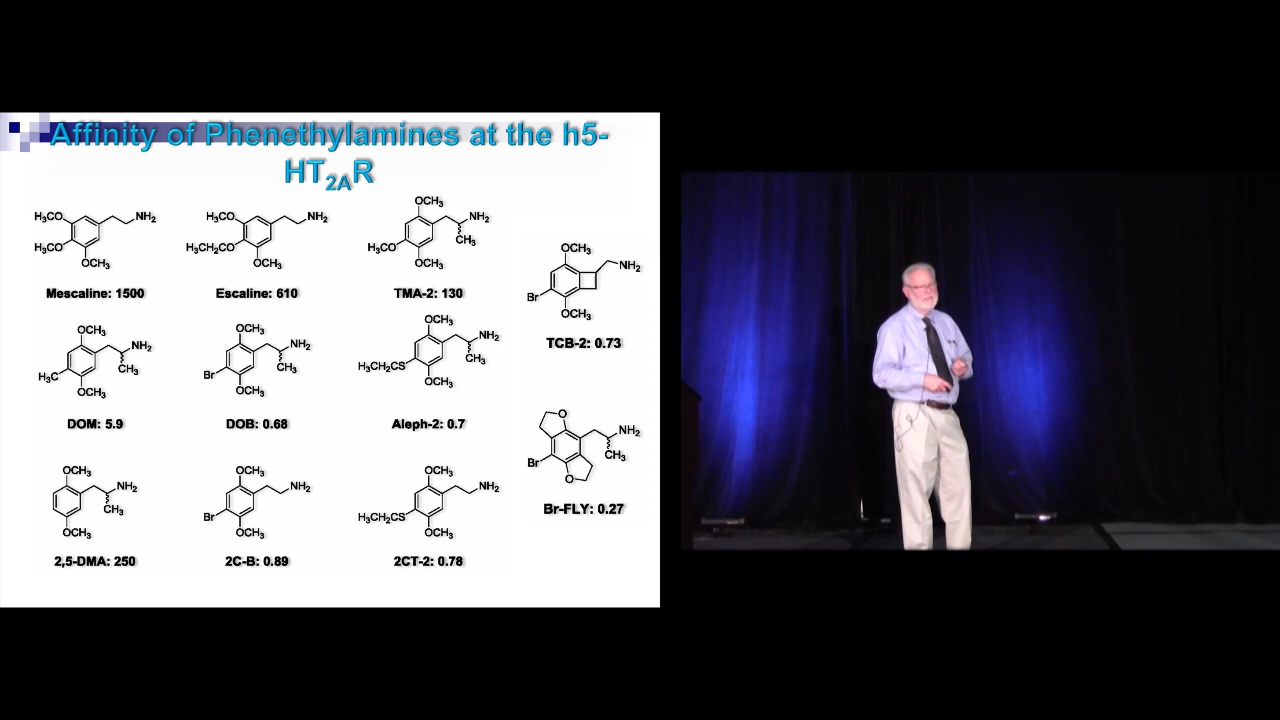 Affinity of Phenethylamines at the h5-
HT2AR
H3CO NH2
H3CO
OCH3
Mescaline: 1500
H3CO NH2
H3CH2CO
OCH3
Escaline: 610
OCH3
NH2
H3CO CH3
OCH3
TMA-2: 130
OCH3
NH2
Br
OCH3
TCB-2: 0.73
OCH3
NH2
CH3
H3C
OCH3
DOM: 5.9
OCH3
NH2
CH3
Br
OCH3
DOB: 0.68
OCH3
NH2
CH3
H3CH2CS
OCH3
Aleph-2: 0.7
O
NH2
CH3
Br
O
Br-FLY: 0.27
OCH3
NH2
CH3
OCH3
2,5-DMA: 250
OCH3
NH2
Br
OCH3
2C-B: 0.89
OCH3
NH2
H3CH2CS
OCH3
2CT-2: 0.78